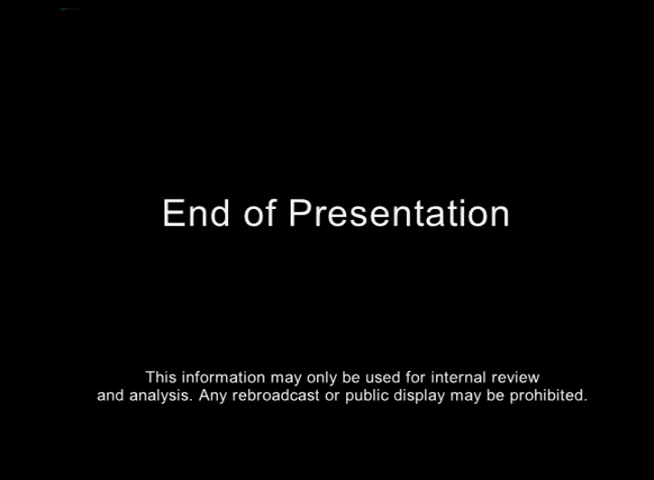 End of Presentation
This information may only be used for internal review
and analysis. Any rebroadcast or public display may be prohibited.